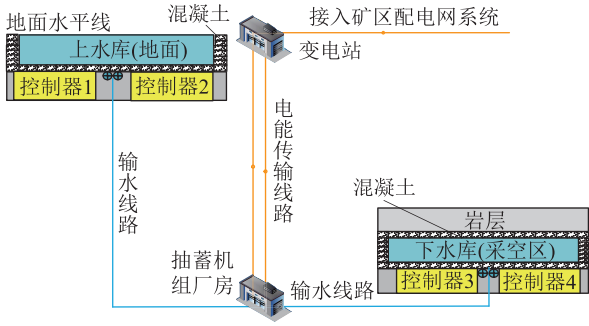 混凝土
接入矿区配电网系统
地面水平线
上水库(地面)
变电站
控制器1
控制器2
输水线路
电能传输线路
混凝土
岩层
下水库(采空区)
抽蓄机
组厂房
输水线路
控制器3
控制器4